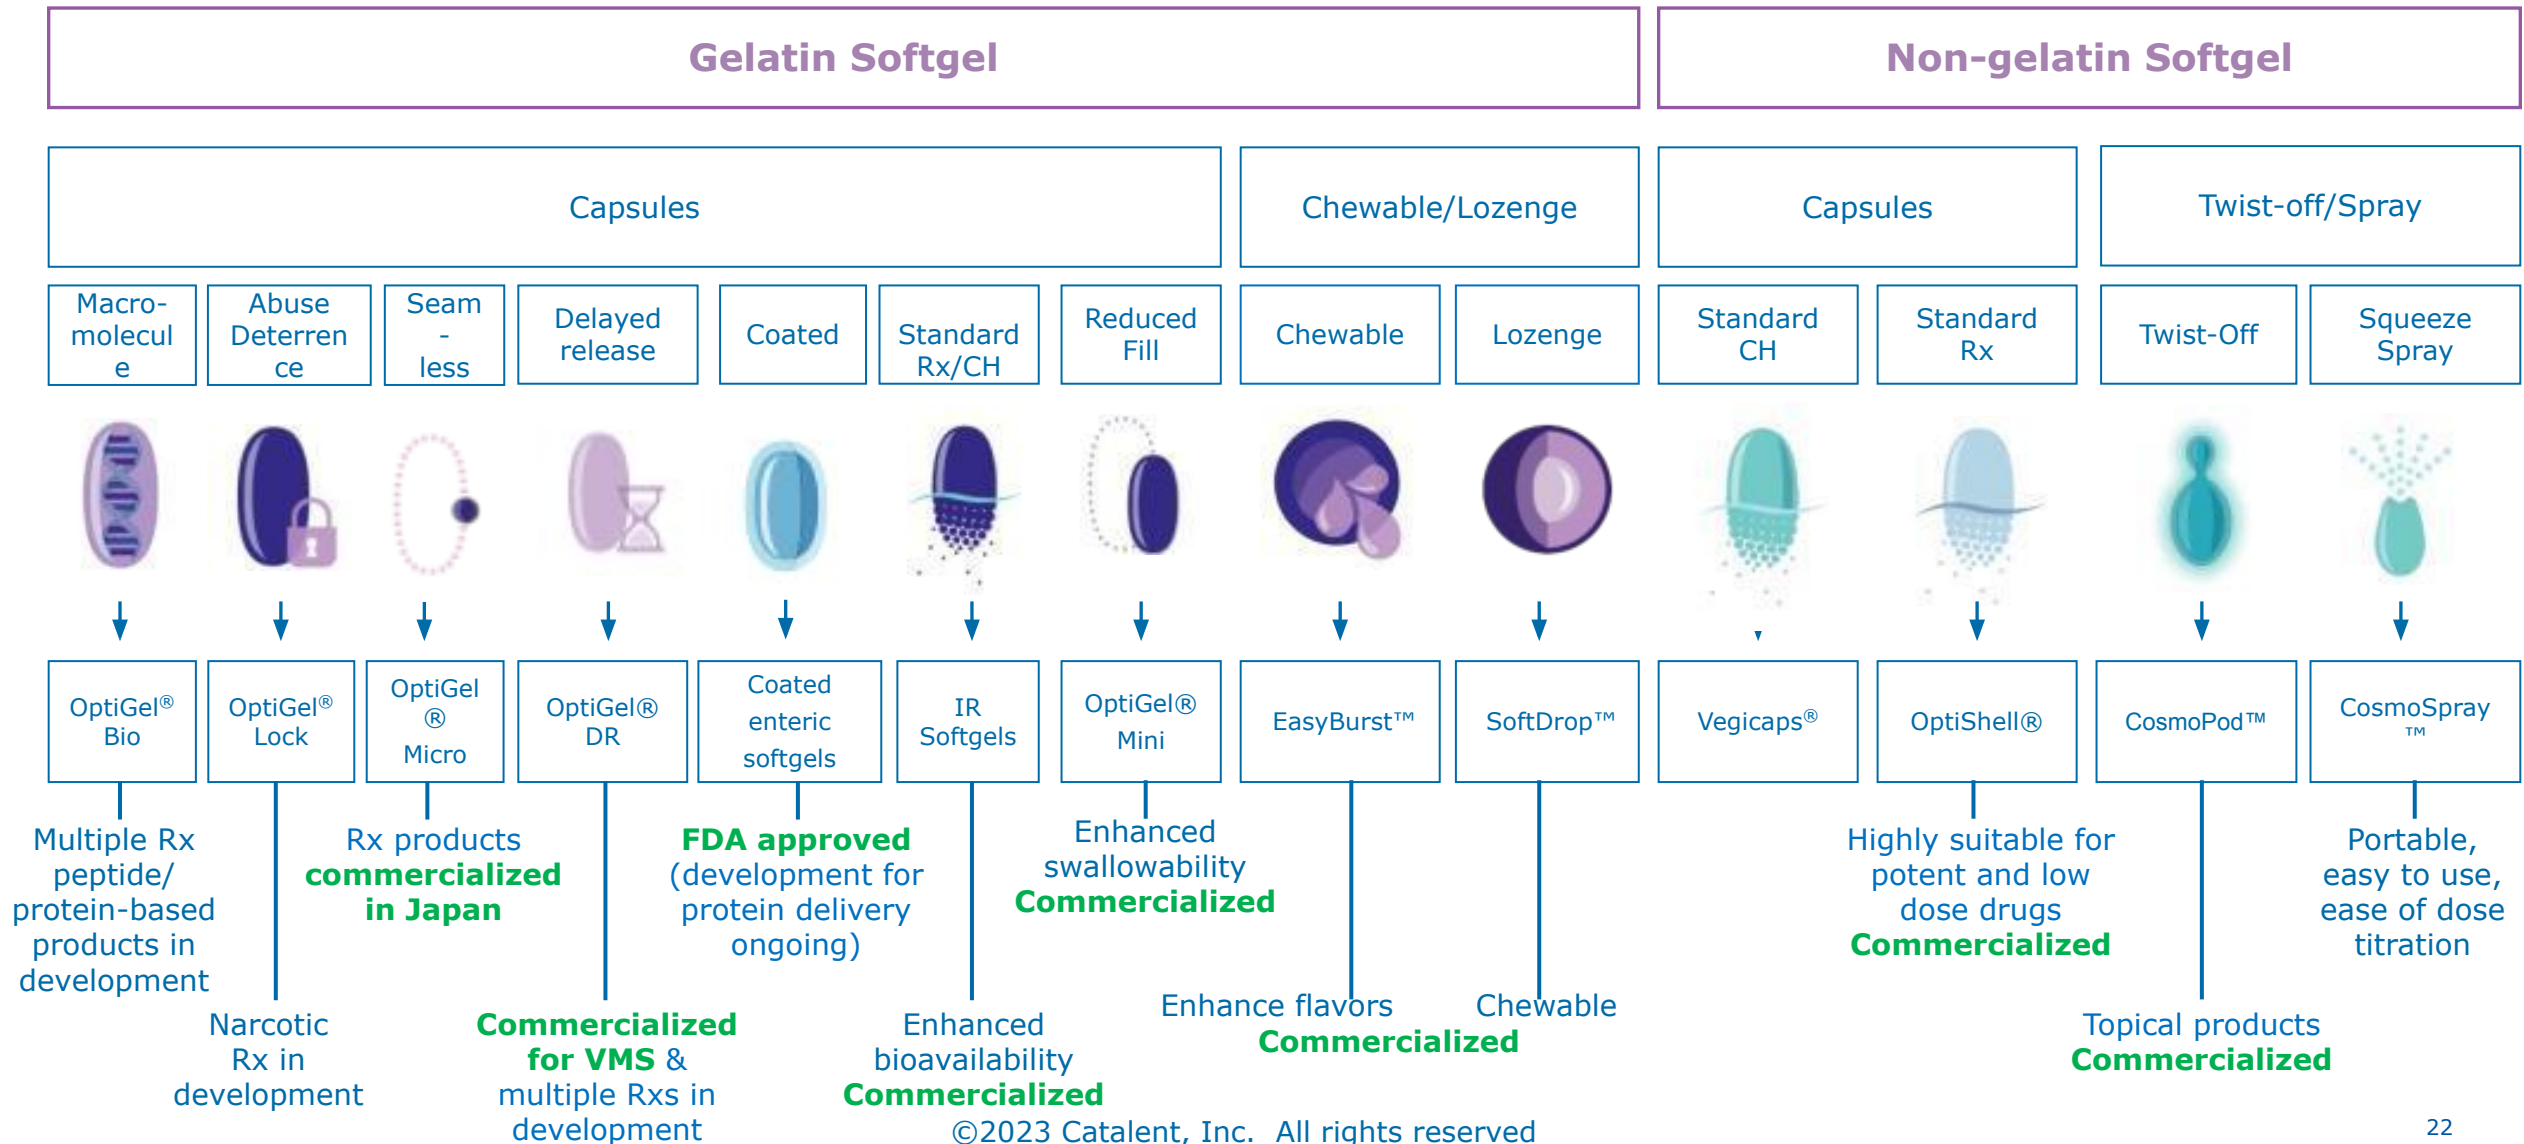 Gelatin Softgel
Non-gelatin Softgel
Capsules
Chewable/Lozenge
Capsules
Twist-off/Spray
Macro-
molecul
e
Abuse
Deterren
ce
Seam
-
less
Delayed
release
Coated
Standard
Rx/CH
Reduced
Fill
Chewable
Lozenge
Standard
CH
Standard
Rx
Twist-Off
Squeeze
Spray
OptiGel®
Bio
OptiGel®
Lock
OptiGel
®
Micro
OptiGel®
DR
Coated
enteric
softgels
IR
Softgels
OptiGel®
Mini
EasyBurst™
SoftDrop™
Vegicaps®
OptiShell®
CosmoPod™
CosmoSpray
™
Multiple Rx
peptide/
protein-based
products in
development
Narcotic
Rx in
development
Rx products
commercialized
in Japan
Commercialized
for VMS &
multiple Rxs in
development
FDA approved
(development for
protein delivery
ongoing)
Enhanced
bioavailability
Commercialized
Enhanced
swallowability
Commercialized
Enhance flavors
Chewable
Commercialized
Highly suitable for
potent and low
dose drugs
Commercialized
Topical products
Commercialized
Portable,
easy to use,
ease of dose
titration
©2023 Catalent, Inc. All rights reserved
22